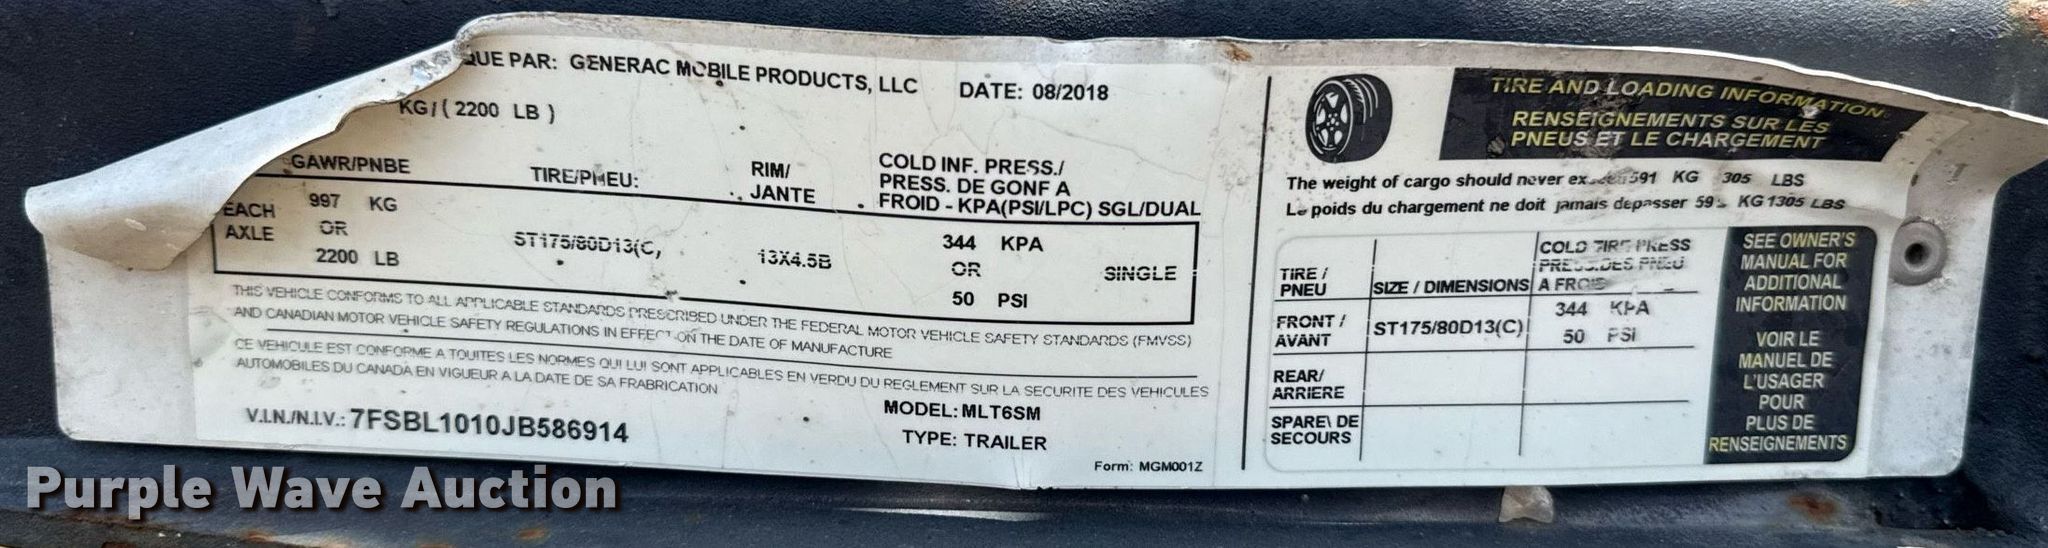 QUE PAR: GENERAC MOBILE PRODUCTS, LLC DATE: 08/2018
KG/( 2200 LB )
GAWR/PNBE TIRE/PNEU: RIM/ JANTE COLD INF. PRESS./
PRESS. DE GONF A
FROID - KPA(PSI/LPC) SGL/DUAL
EACH AXLE 997 KG OR 2200 LB ST175/80D13(C, 13X4.5B 344 KPA OR 50 PSI SINGLE
THIS VEHICLE CONFORMS TO ALL APPLICABLE STANDARDS PRESCRIBED UNDER THE FEDERAL MOTOR VEHICLE SAFETY STANDARDS (FMVSS)
AND CANADIAN MOTOR VEHICLE SAFETY REGULATIONS IN EFFECT ON THE DATE OF MANUFACTURE
CE VEHICULE EST CONFORME A TOUITES LES NORMES QUI LUI SONT APPLICABLES EN VERDU DU REGLEMENT SUR LA SECURITE DES VEHICULES
AUTOMOBILES DU CANADA EN VIGUEUR A LA DATE DE SA FRABRICATION
V.I.N./N.I.V.: 7FSBL1010JB586914
MODEL: MLT6SM
TYPE: TRAILER
Form: MGM001Z
TIRE AND LOADING INFORMATION
RENSEIGNEMENTS SUR LES
PNEUS ET LE CHARGEMENT
The weight of cargo should never 591 KG 305 LBS
Le poids du chargement ne doit jamais depasser KG 1305 LBS
TIRE / PNEU SIZE / DIMENSIONS COLD TIRE PRESS
A FROID
FRONT / AVANT ST175/80D13(C) 344 KPA
50 PSI
REAR/
ARRIERE
SPARE\ DE
SECOURS
SEE OWNER'S
MANUAL FOR
ADDITIONAL
INFORMATION
VOIR LE
MANUEL DE
L'USAGER
POUR
PLUS DE
RENSEIGNEMENTS
Purple Wave Auction